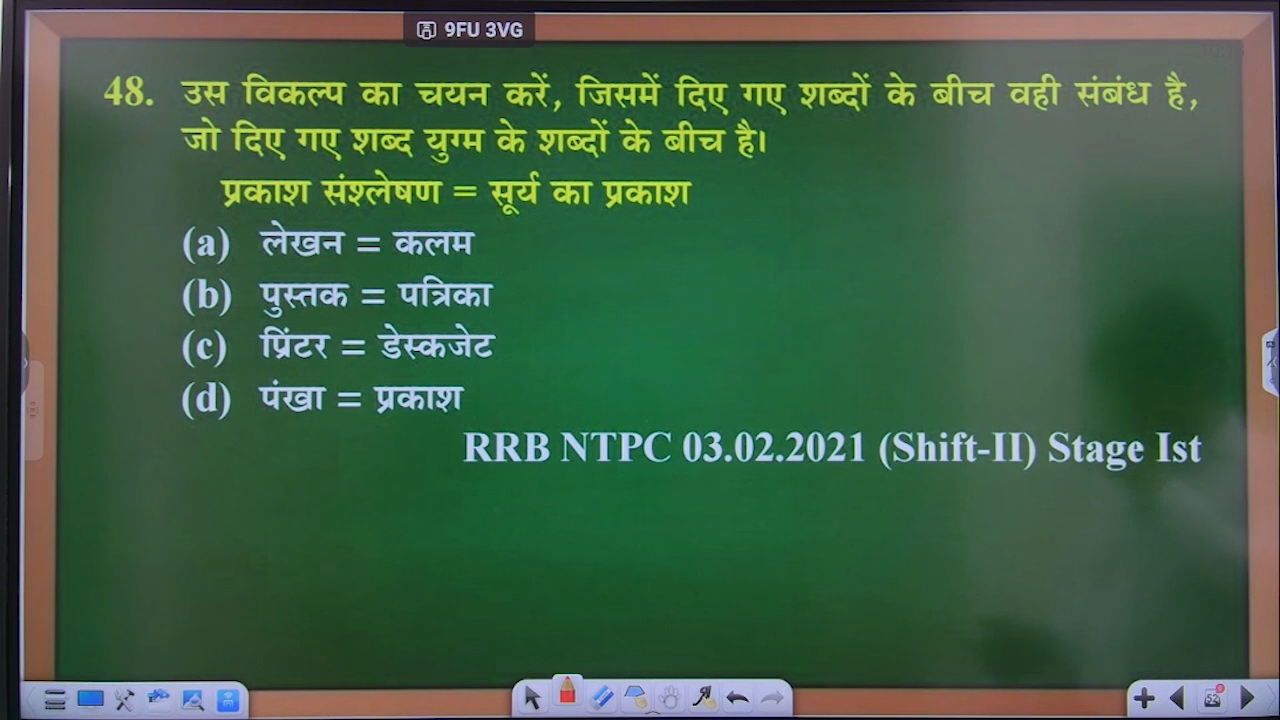 9FU 3VG
48. उस विकल्प का चयन करें, जिसमें दिए गए शब्दों के बीच वही संबंध है,
जो दिए गए शब्द युग्म के शब्दों के बीच है।
प्रकाश संश्लेषण = सूर्य का प्रकाश
(a) लेखन = कलम
(b) पुस्तक = पत्रिका
(c) प्रिंटर = डेस्कजेट
(d) पंखा = प्रकाश
RRB NTPC 03.02.2021 (Shift-II) Stage Ist
52